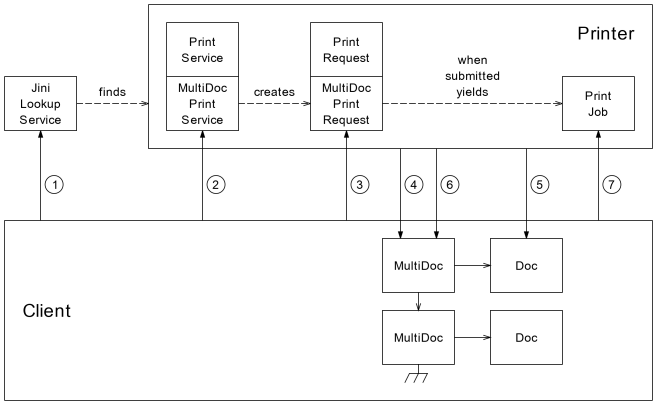 Printer
Print
Service
MultiDoc
Print
Service
Print
Request
MultiDoc
Print
Request
Jini
Lookup
Service
finds
creates
when
submitted
yields
Print
Job
1
2
3
4
6
5
7
Client
MultiDoc
Doc
MultiDoc
Doc